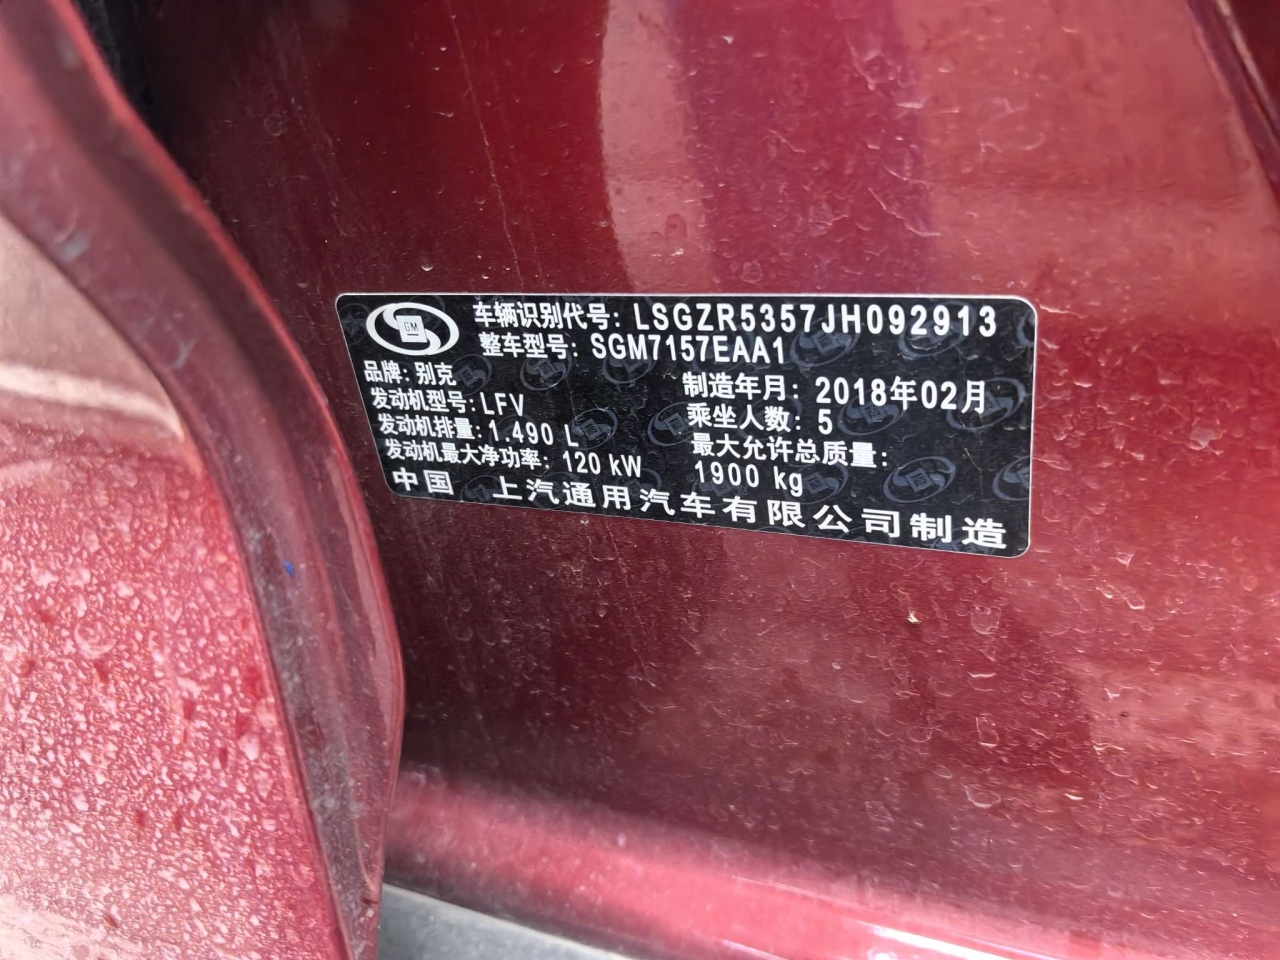 GM
车辆识别代号: LSGZR5357JH092913
整车型号: SGM7157EAA1
品牌: 别克
制造年月: 2018年02月
发动机型号: LFV
乘坐人数: 5
发动机排量: 1.490 L
最大允许总质量:
发动机最大净功率: 120 kW
1900 kg
中国 上汽通用汽车有限公司制造